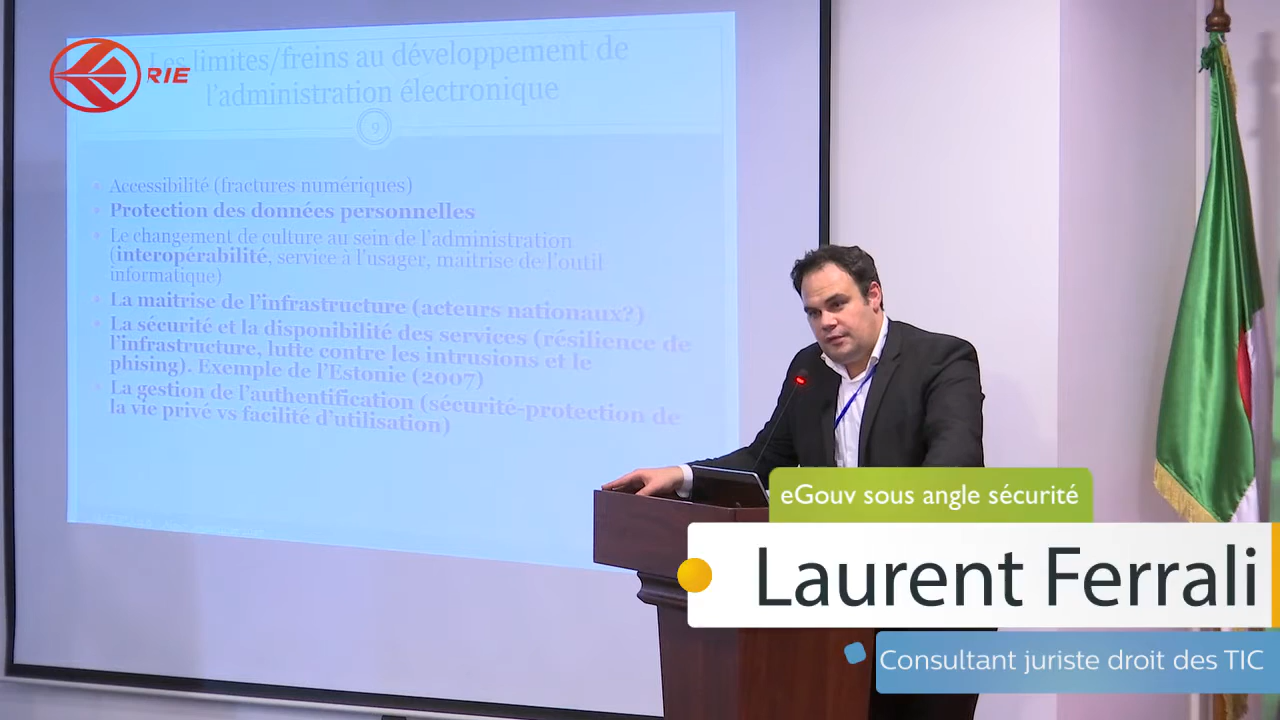 RIE
Les limites/freins au développement de
l'administration électronique
9
Accessibilité (fractures numériques)
Protection des données personnelles
Le changement de culture au sein de l'administration
(interopérabilité, service à l'usager, maitrise de l'outil
informatique)
La maitrise de l'infrastructure (acteurs nationaux?)
La sécurité et la disponibilité des services (résilience de
l'infrastructure, lutte contre les intrusions et le
phising). Exemple de l'Estonie (2007)
La gestion de l'authentification (sécurité-protection de
la vie privé vs facilité d'utilisation)
eGouv sous angle sécurité
Laurent Ferrali
Consultant juriste droit des TIC